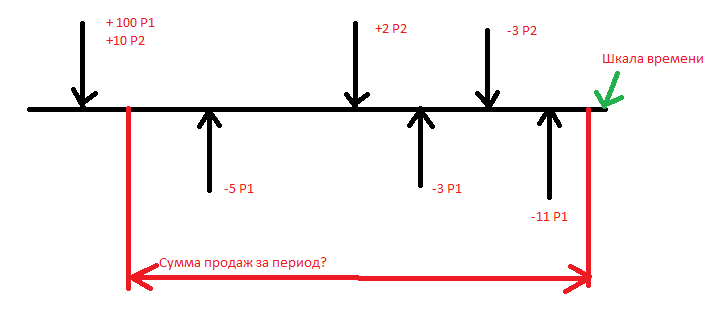 + 100 P1
+10 P2
+2 P2
-3 P2
Шкала времени
-5 P1
-3 P1
-11 P1
Сумма продаж за период?